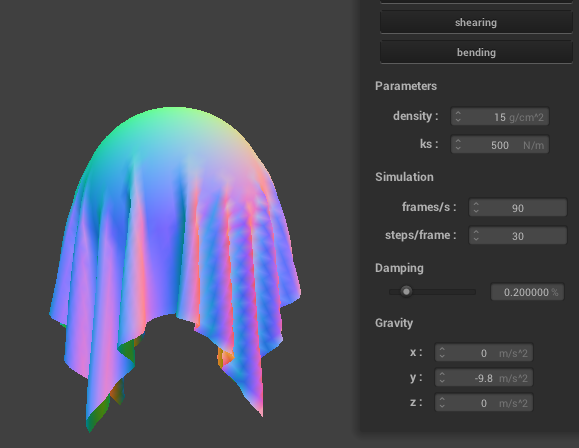 shearing
bending
Parameters
density : 15 g/cm^2
ks : 500 N/m
Simulation
frames/s : 90
steps/frame : 30
Damping
0.200000 %
Gravity
x : 0 m/s^2
y : -9.8 m/s^2
z : 0 m/s^2